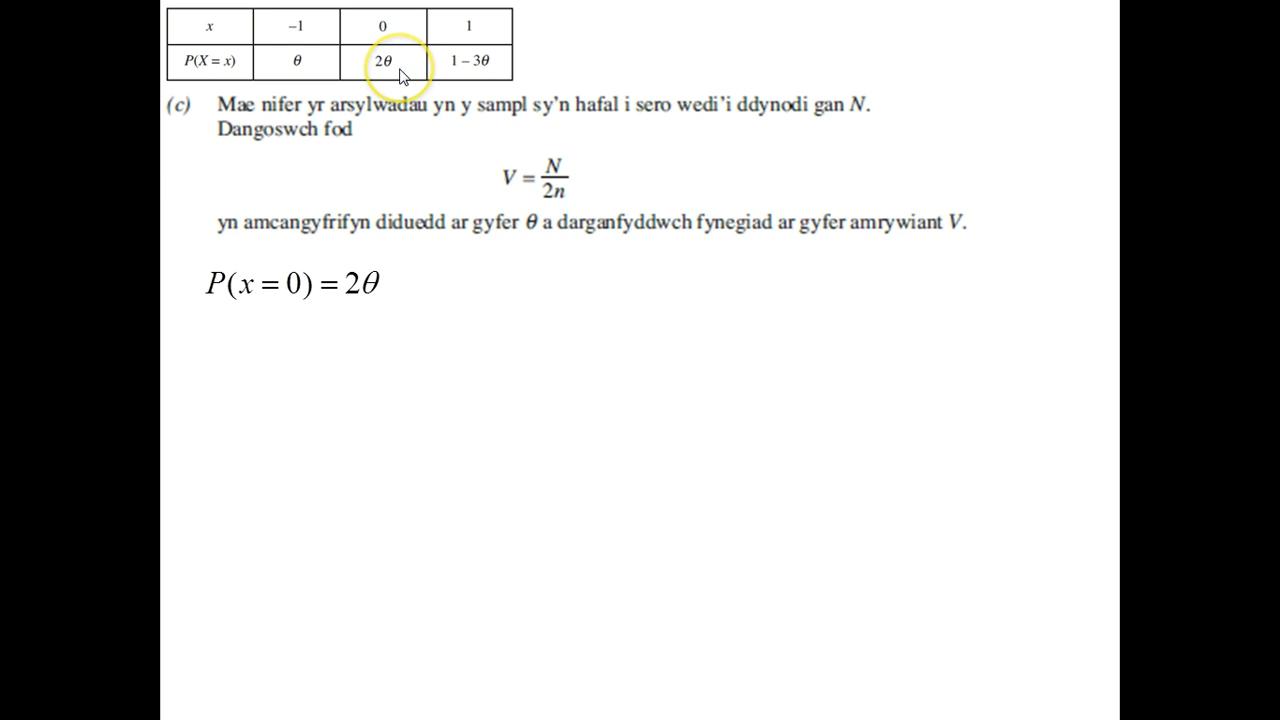 x –1 0 1
P(X = x) θ 2θ 1 – 3θ
(c) Mae nifer yr arsylwadau yn y sampl sy'n hafal i sero wedi'i ddynodi gan N.
Dangoswch fod
V = N/2n
yn amcangyfrifyn diduedd ar gyfer θ a darganfyddwch fynegiad ar gyfer amrywiant V.
P(x = 0) = 2θ